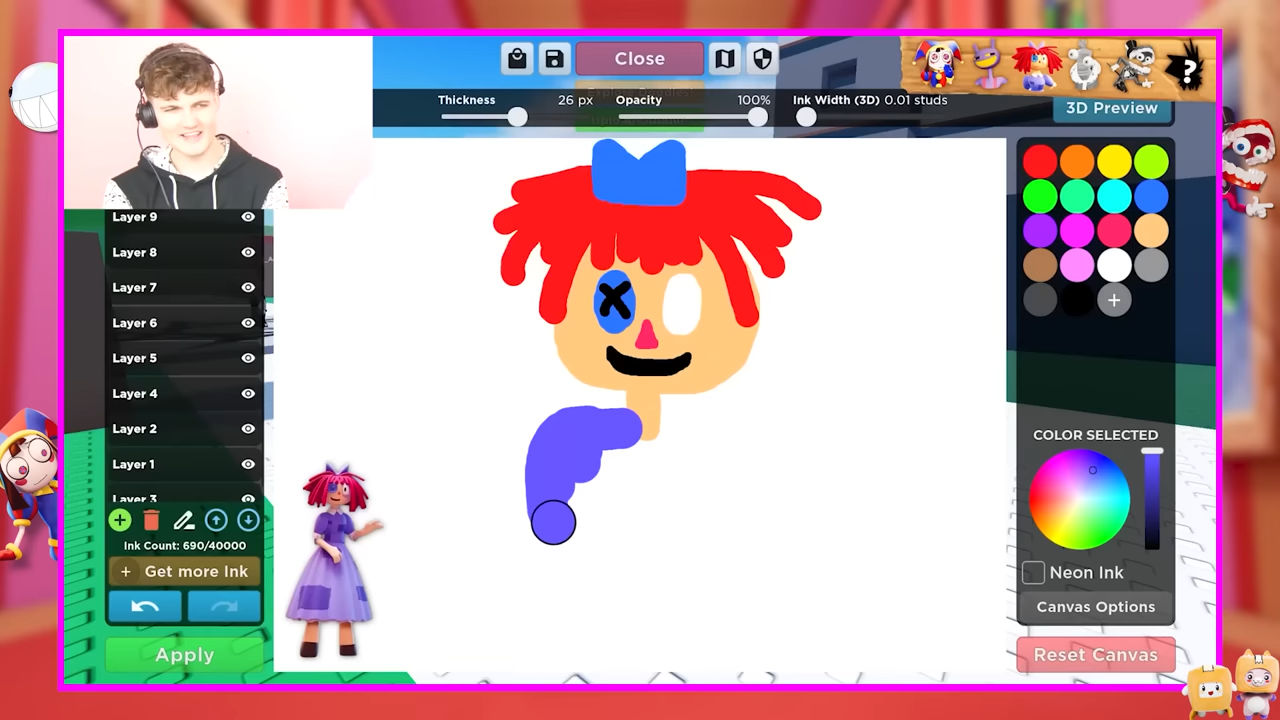 Close
Thickness 26 px Opacity 100% Ink Width (3D) 0.01 studs
3D Preview
?
Layer 9
Layer 8
Layer 7
Layer 6
Layer 5
Layer 4
Layer 2
Layer 1
Layer 3
Ink Count: 690/40000
+ Get more Ink
Apply
COLOR SELECTED
Neon Ink
Canvas Options
Reset Canvas